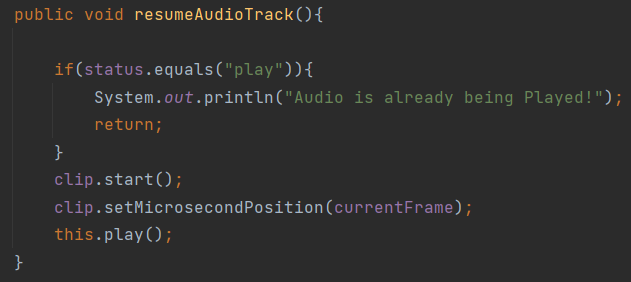 public void resumeAudioTrack(){
if(status.equals("play")){
System.out.println("Audio is already being Played!");
return;
}
clip.start();
clip.setMicrosecondPosition(currentFrame);
this.play();
}